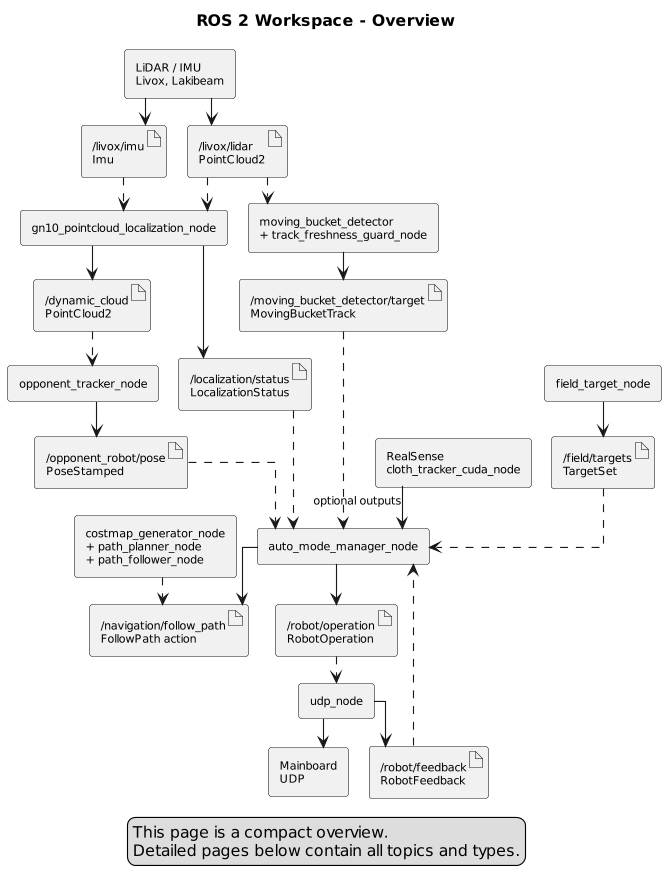 ROS 2 Workspace - Overview
LiDAR / IMU
Livox, Lakibeam
/livox/imu
Imu
/livox/lidar
PointCloud2
gn10_pointcloud_localization_node
moving_bucket_detector
+ track_freshness_guard_node
/dynamic_cloud
PointCloud2
/moving_bucket_detector/target
MovingBucketTrack
opponent_tracker_node
/localization/status
LocalizationStatus
field_target_node
/opponent_robot/pose
PoseStamped
RealSense
cloth_tracker_cuda_node
/field/targets
TargetSet
optional outputs
costmap_generator_node
+ path_planner_node
+ path_follower_node
auto_mode_manager_node
/navigation/follow_path
FollowPath action
/robot/operation
RobotOperation
udp_node
Mainboard
UDP
/robot/feedback
RobotFeedback
This page is a compact overview.
Detailed pages below contain all topics and types.